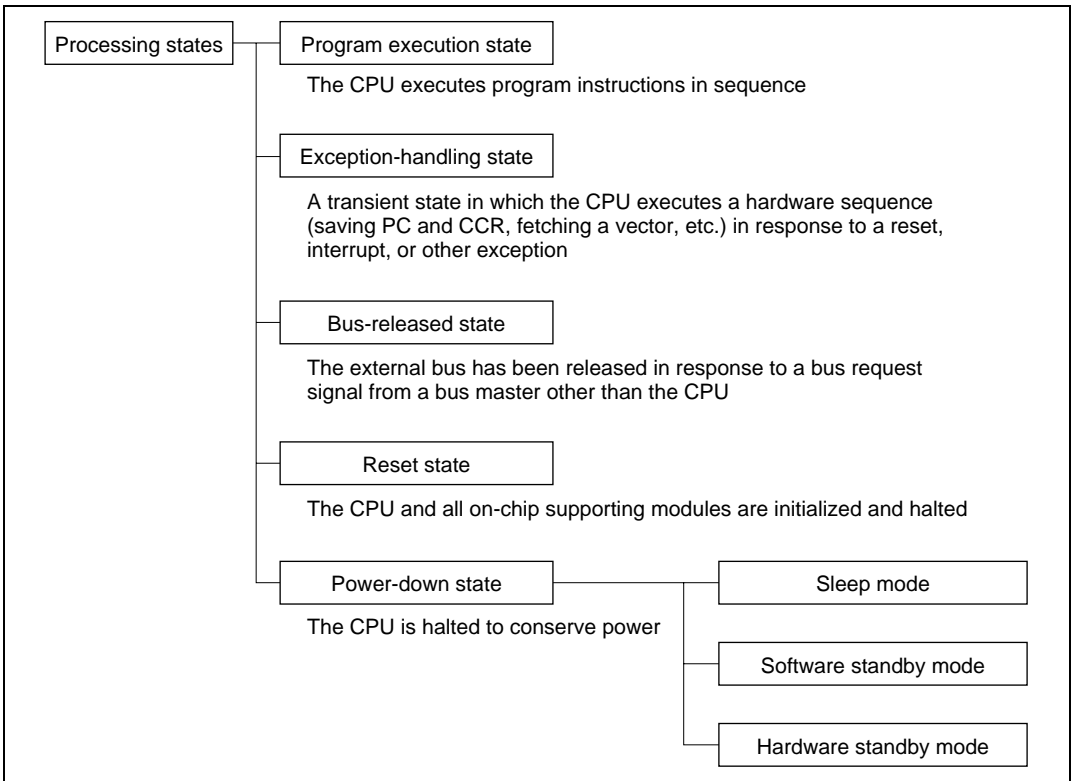 Processing states
Program execution state
The CPU executes program instructions in sequence
Exception-handling state
A transient state in which the CPU executes a hardware sequence
(saving PC and CCR, fetching a vector, etc.) in response to a reset,
interrupt, or other exception
Bus-released state
The external bus has been released in response to a bus request
signal from a bus master other than the CPU
Reset state
The CPU and all on-chip supporting modules are initialized and halted
Power-down state
Sleep mode
The CPU is halted to conserve power
Software standby mode
Hardware standby mode